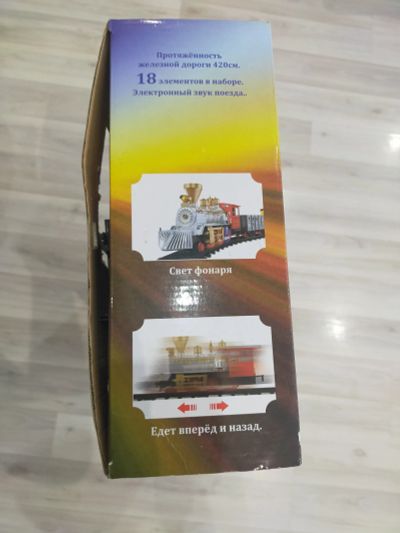 Протяжённость
железной дороги 420см.
18 элементов в наборе.
Электронный звук поезда..
Свет фонаря
Едет вперёд и назад.